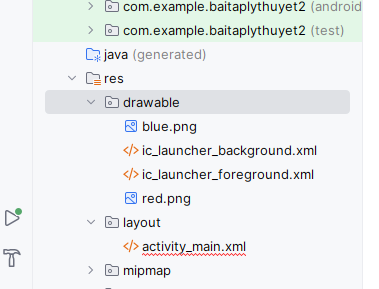 com.example.baitaplythuyet2 (android
com.example.baitaplythuyet2 (test)
java (generated)
res
drawable
blue.png
ic_launcher_background.xml
ic_launcher_foreground.xml
red.png
layout
activity_main.xml
mipmap